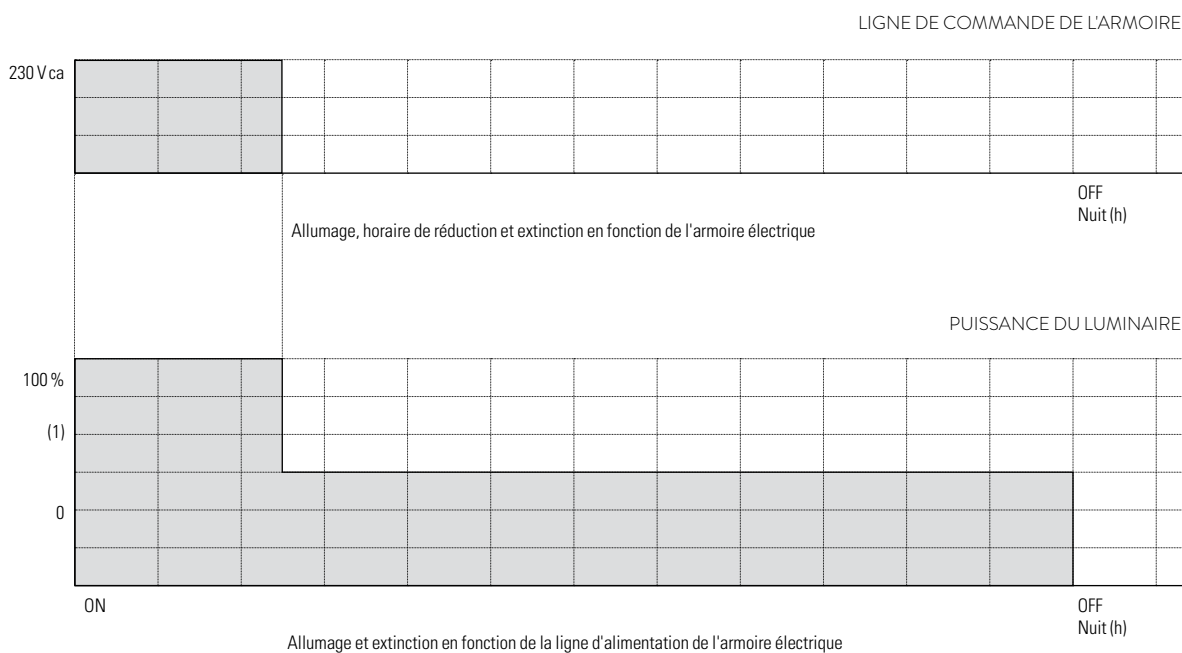 LIGNE DE COMMANDE DE L'ARMOIRE
230 V ca
OFF
Nuit (h)
Allumage, horaire de réduction et extinction en fonction de l'armoire électrique
PUISSANCE DU LUMINAIRE
100 %
(1)
0
ON
OFF
Nuit (h)
Allumage et extinction en fonction de la ligne d'alimentation de l'armoire électrique